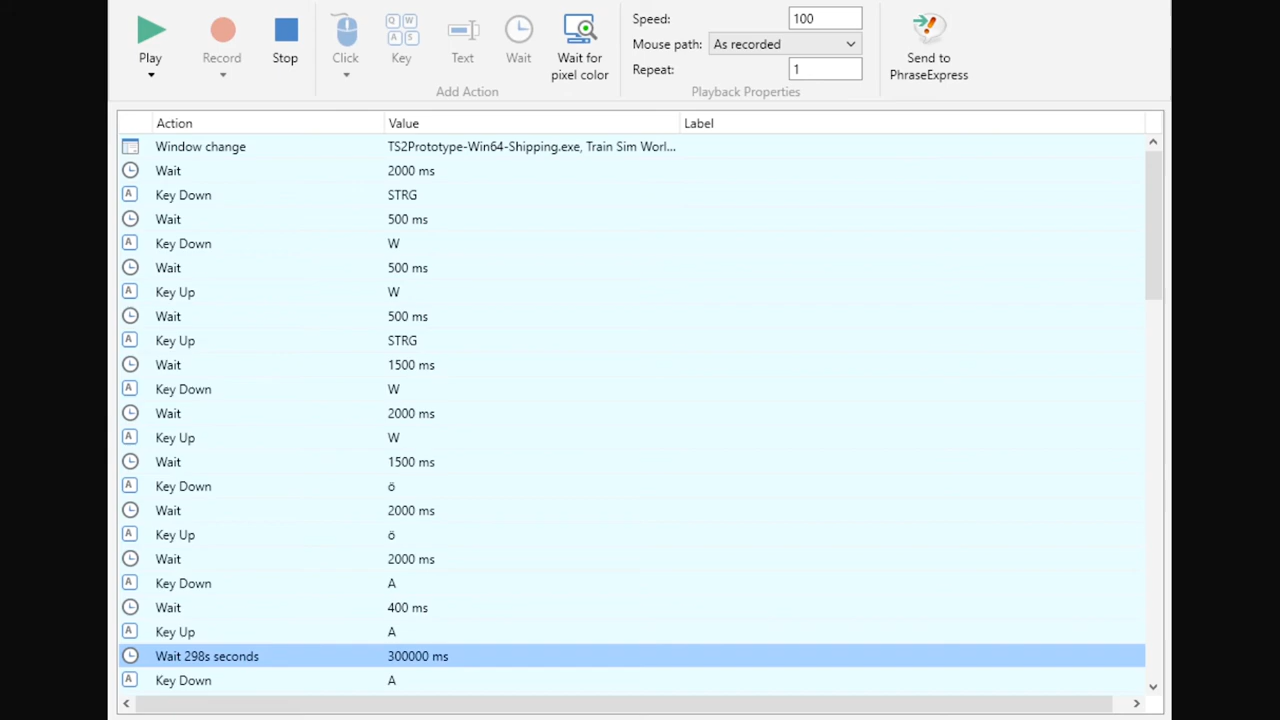 Play
Record
Stop
Click
Q W
A S
Key
Text
Wait
Wait for
pixel color
Add Action
Speed: 100
Mouse path: As recorded
Repeat: 1
Playback Properties
Send to
PhraseExpress
Action Value Label
Window change TS2Prototype-Win64-Shipping.exe, Train Sim Worl...
Wait 2000 ms
A Key Down STRG
Wait 500 ms
A Key Down W
Wait 500 ms
A Key Up W
Wait 500 ms
A Key Up STRG
Wait 1500 ms
A Key Down W
Wait 2000 ms
A Key Up W
Wait 1500 ms
A Key Down ö
Wait 2000 ms
A Key Up ö
Wait 2000 ms
A Key Down A
Wait 400 ms
A Key Up A
Wait 298s seconds 300000 ms
A Key Down A